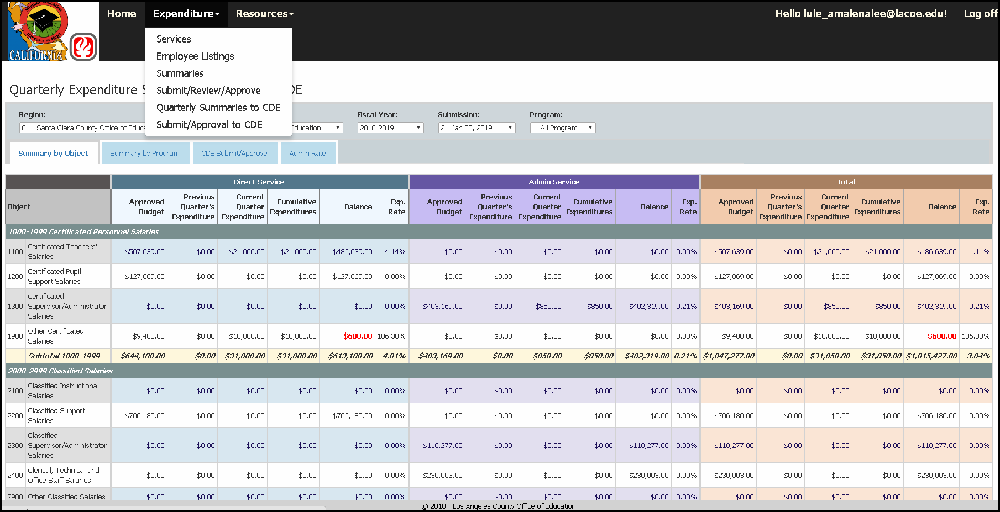 Migrant Education
Harvests of Hope
CALIFORNIA
Home
Expenditure
Resources
Hello lule_amalenalee@lacoe.edu!
Log off
Services
Employee Listings
Summaries
Submit/Review/Approve
Quarterly Summaries to CDE
Submit/Approval to CDE
Quarterly Expenditure S DE
Region:
01 - Santa Clara County Office of Educa
Education
Fiscal Year:
2018-2019
Submission:
2 - Jan 30, 2019
Program:
-- All Program --
Summary by Object
Summary by Program
CDE Submit/Approve
Admin Rate
Direct Service Admin Service Total
Object Approved Budget Previous Quarter's Expenditure Current Quarter Expenditure Cumulative Expenditures Balance Exp. Rate Approved Budget Previous Quarter's Expenditure Current Quarter Expenditure Cumulative Expenditures Balance Exp. Rate Approved Budget Previous Quarter's Expenditure Current Quarter Expenditure Cumulative Expenditures Balance Exp. Rate
1000-1999 Certificated Personnel Salaries
1100 Certificated Teachers' Salaries $507,639.00 $0.00 $21,000.00 $21,000.00 $486,639.00 4.14% $0.00 $0.00 $0.00 $0.00 $0.00 0.00% $507,639.00 $0.00 $21,000.00 $21,000.00 $486,639.00 4.14%
1200 Certificated Pupil Support Salaries $127,069.00 $0.00 $0.00 $0.00 $127,069.00 0.00% $0.00 $0.00 $0.00 $0.00 $0.00 0.00% $127,069.00 $0.00 $0.00 $0.00 $127,069.00 0.00%
1300 Certificated Supervisor/Administrator Salaries $0.00 $0.00 $0.00 $0.00 $0.00 0.00% $403,169.00 $0.00 $850.00 $850.00 $402,319.00 0.21% $403,169.00 $0.00 $850.00 $850.00 $402,319.00 0.21%
1900 Other Certificated Salaries $9,400.00 $0.00 $10,000.00 $10,000.00 -$600.00 106.38% $0.00 $0.00 $0.00 $0.00 $0.00 0.00% $9,400.00 $0.00 $10,000.00 $10,000.00 -$600.00 106.38%
Subtotal 1000-1999 $644,108.00 $0.00 $31,000.00 $31,000.00 $613,108.00 4.81% $403,169.00 $0.00 $850.00 $850.00 $402,319.00 0.21% $1,047,277.00 $0.00 $31,850.00 $31,850.00 $1,015,427.00 3.04%
2000-2999 Classified Salaries
2100 Classified Instructional Salaries $0.00 $0.00 $0.00 $0.00 $0.00 0.00% $0.00 $0.00 $0.00 $0.00 $0.00 0.00% $0.00 $0.00 $0.00 $0.00 $0.00 0.00%
2200 Classified Support Salaries $706,180.00 $0.00 $0.00 $0.00 $706,180.00 0.00% $0.00 $0.00 $0.00 $0.00 $0.00 0.00% $706,180.00 $0.00 $0.00 $0.00 $706,180.00 0.00%
2300 Classified Supervisor/Administrator Salaries $0.00 $0.00 $0.00 $0.00 $0.00 0.00% $110,277.00 $0.00 $0.00 $0.00 $110,277.00 0.00% $110,277.00 $0.00 $0.00 $0.00 $110,277.00 0.00%
2400 Clerical, Technical and Office Staff Salaries $0.00 $0.00 $0.00 $0.00 $0.00 0.00% $230,003.00 $0.00 $0.00 $0.00 $230,003.00 0.00% $230,003.00 $0.00 $0.00 $0.00 $230,003.00 0.00%
2900 Other Classified Salaries $0.00 $0.00 $0.00 $0.00 $0.00 0.00% $0.00 $0.00 $0.00 $0.00 $0.00 0.00% $0.00 $0.00 $0.00 $0.00 $0.00 0.00%
© 2018 - Los Angeles County Office of Education